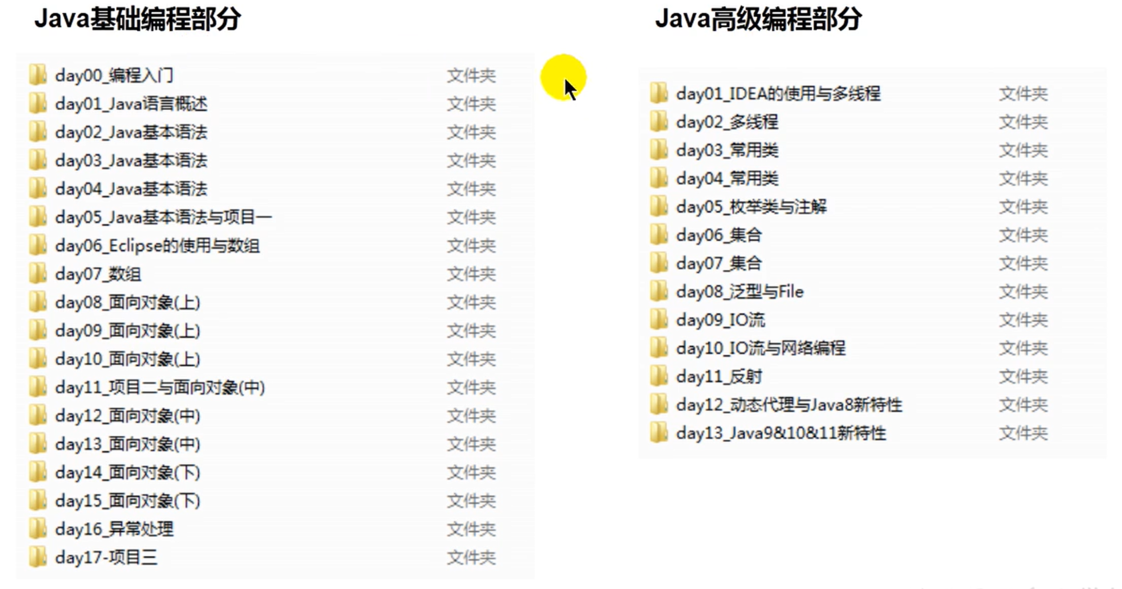 Java基础编程部分
day00_编程入门 文件夹
day01_Java语言概述 文件夹
day02_Java基本语法 文件夹
day03_Java基本语法 文件夹
day04_Java基本语法 文件夹
day05_Java基本语法与项目一 文件夹
day06_Eclipse的使用与数组 文件夹
day07_数组 文件夹
day08_面向对象(上) 文件夹
day09_面向对象(上) 文件夹
day10_面向对象(上) 文件夹
day11_项目二与面向对象(中) 文件夹
day12_面向对象(中) 文件夹
day13_面向对象(中) 文件夹
day14_面向对象(下) 文件夹
day15_面向对象(下) 文件夹
day16_异常处理 文件夹
day17-项目三 文件夹
Java高级编程部分
day01_IDEA的使用与多线程 文件夹
day02_多线程 文件夹
day03_常用类 文件夹
day04_常用类 文件夹
day05_枚举类与注解 文件夹
day06_集合 文件夹
day07_集合 文件夹
day08_泛型与File 文件夹
day09_IO流 文件夹
day10_IO流与网络编程 文件夹
day11_反射 文件夹
day12_动态代理与Java8新特性 文件夹
day13_Java9&10&11新特性 文件夹